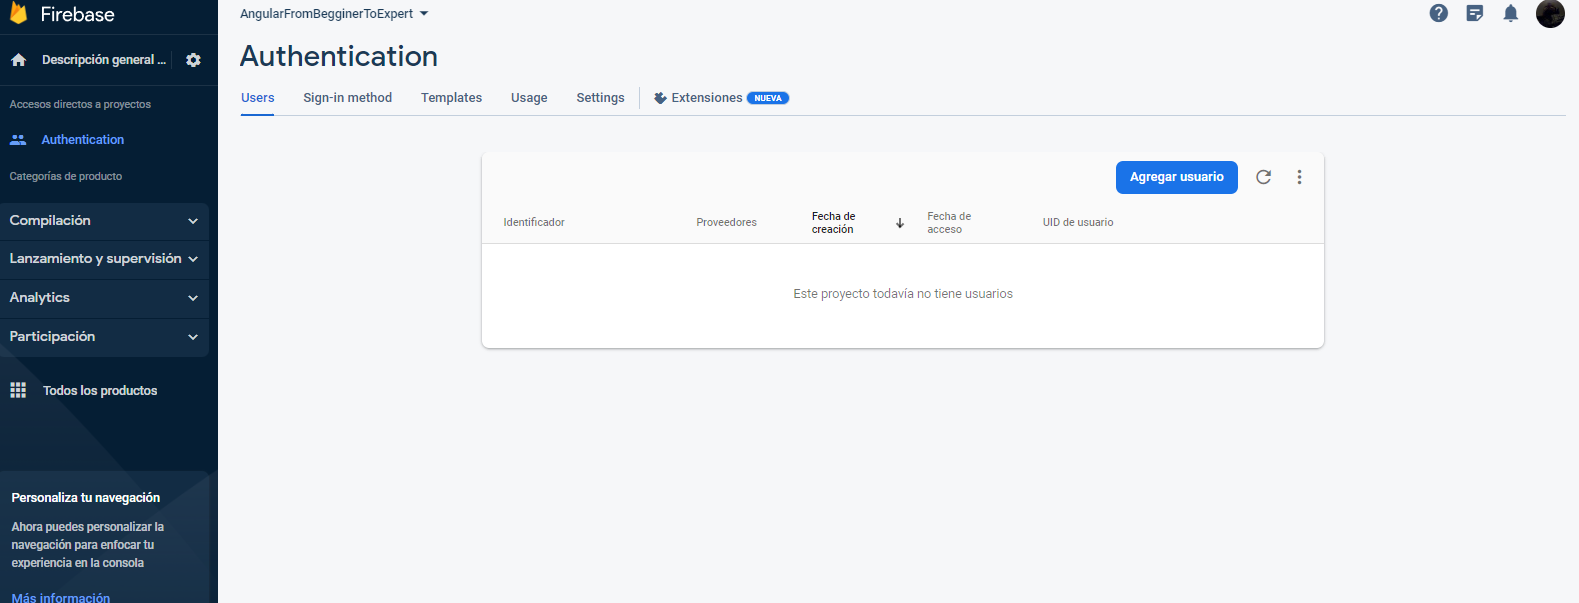 Firebase
AngularFromBegginerToExpert
Authentication
Descripción general ...
Users Sign-in method Templates Usage Settings Extensiones NUEVA
Accesos directos a proyectos
Authentication
Categorías de producto
Compilación
Lanzamiento y supervisión
Analytics
Participación
Todos los productos
Personaliza tu navegación
Ahora puedes personalizar la
navegación para enfocar tu
experiencia en la consola
Más información
Agregar usuario
Identificador Proveedores Fecha de creación Fecha de acceso UID de usuario
Este proyecto todavía no tiene usuarios